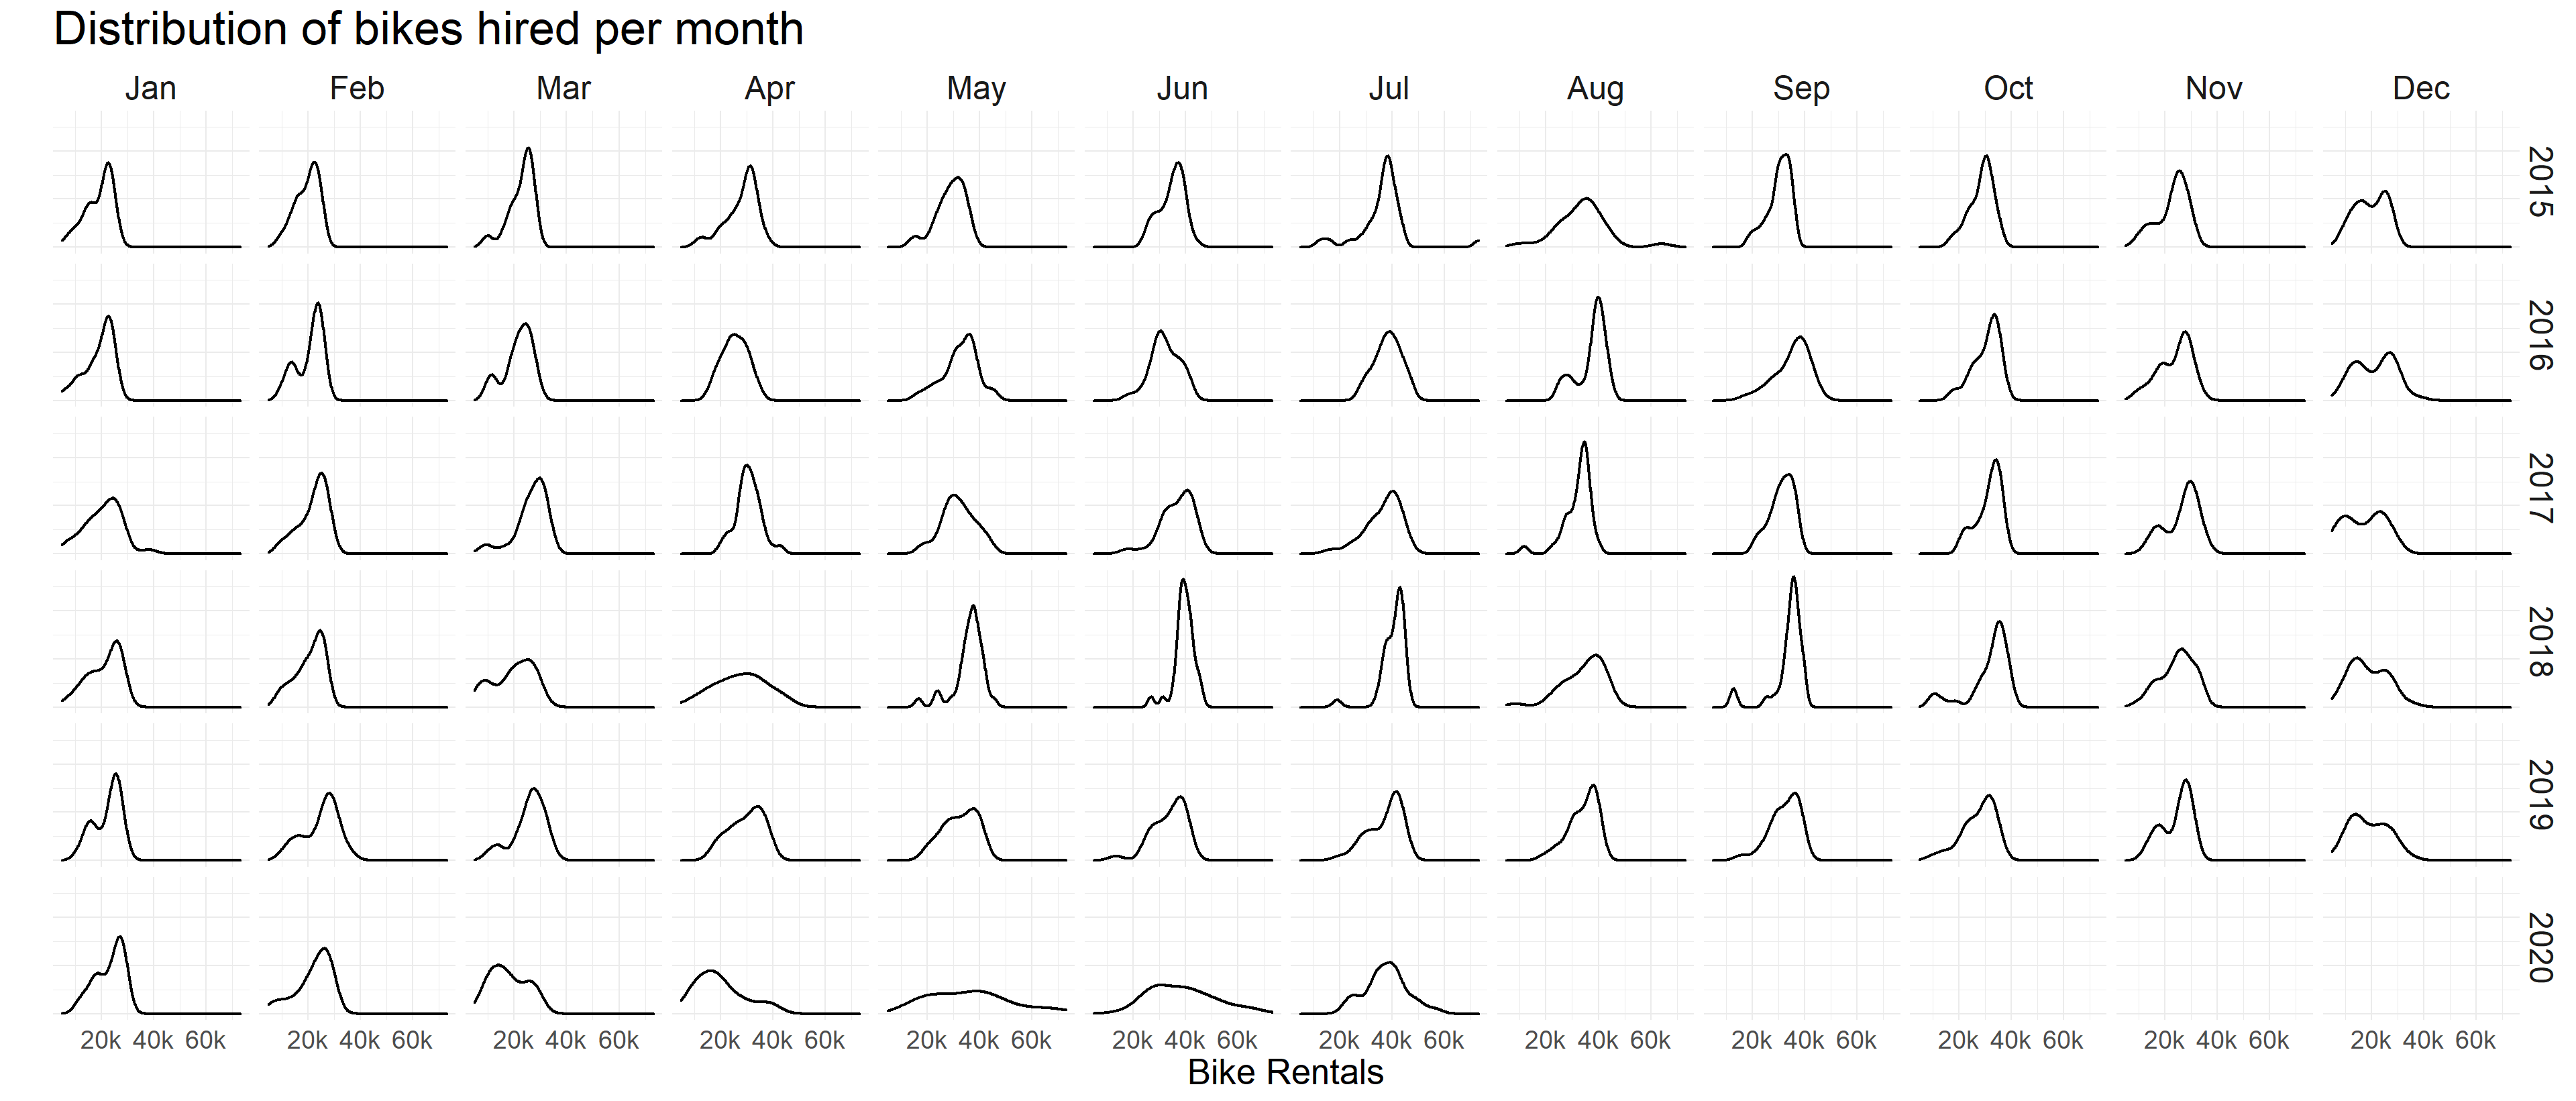 Distribution of bikes hired per month
Jan Feb Mar Apr May Jun Jul Aug Sep Oct Nov Dec
2015
2016
2017
2018
2019
2020
20k 40k 60k 20k 40k 60k 20k 40k 60k 20k 40k 60k 20k 40k 60k 20k 40k 60k 20k 40k 60k 20k 40k 60k 20k 40k 60k 20k 40k 60k 20k 40k 60k 20k 40k 60k
Bike Rentals